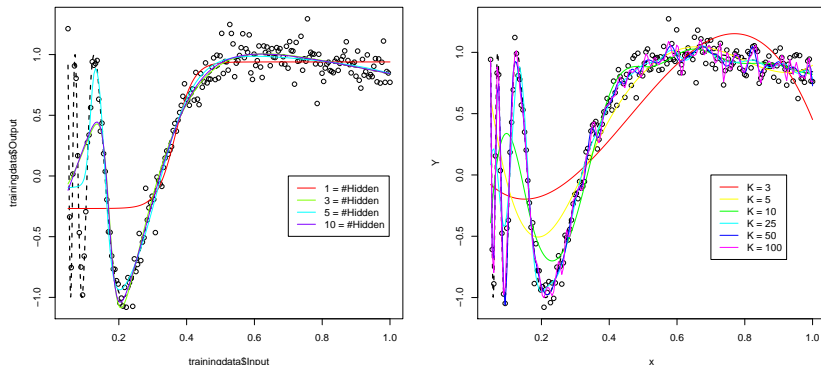 trainingdata$Output
1.0
0.5
0.0
−0.5
−1.0
1 = #Hidden
3 = #Hidden
5 = #Hidden
10 = #Hidden
0.2
0.4
0.6
0.8
1.0
trainingdata$Input
Y
1.0
0.5
0.0
−0.5
−1.0
K = 3
K = 5
K = 10
K = 25
K = 50
K = 100
0.2
0.4
0.6
0.8
1.0
x